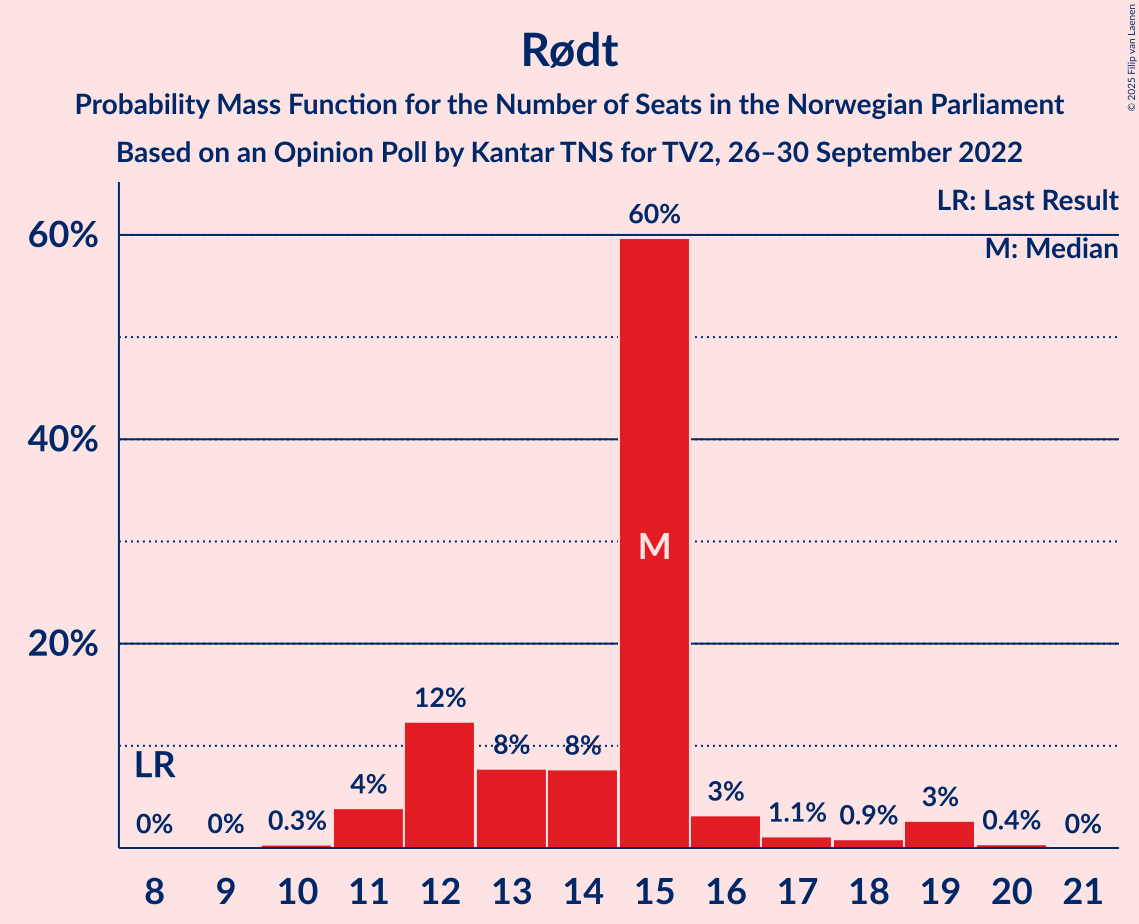 Rødt
Probability Mass Function for the Number of Seats in the Norwegian Parliament
Based on an Opinion Poll by Kantar TNS for TV2, 26–30 September 2022
© 2025 Filip van Laenen
LR: Last Result
M: Median
60%
40%
20%
60%
M
12%
8%
8%
LR
4%
3%
3%
0%
0%
0.3%
1.1%
0.9%
0.4%
0%
8 9 10 11 12 13 14 15 16 17 18 19 20 21